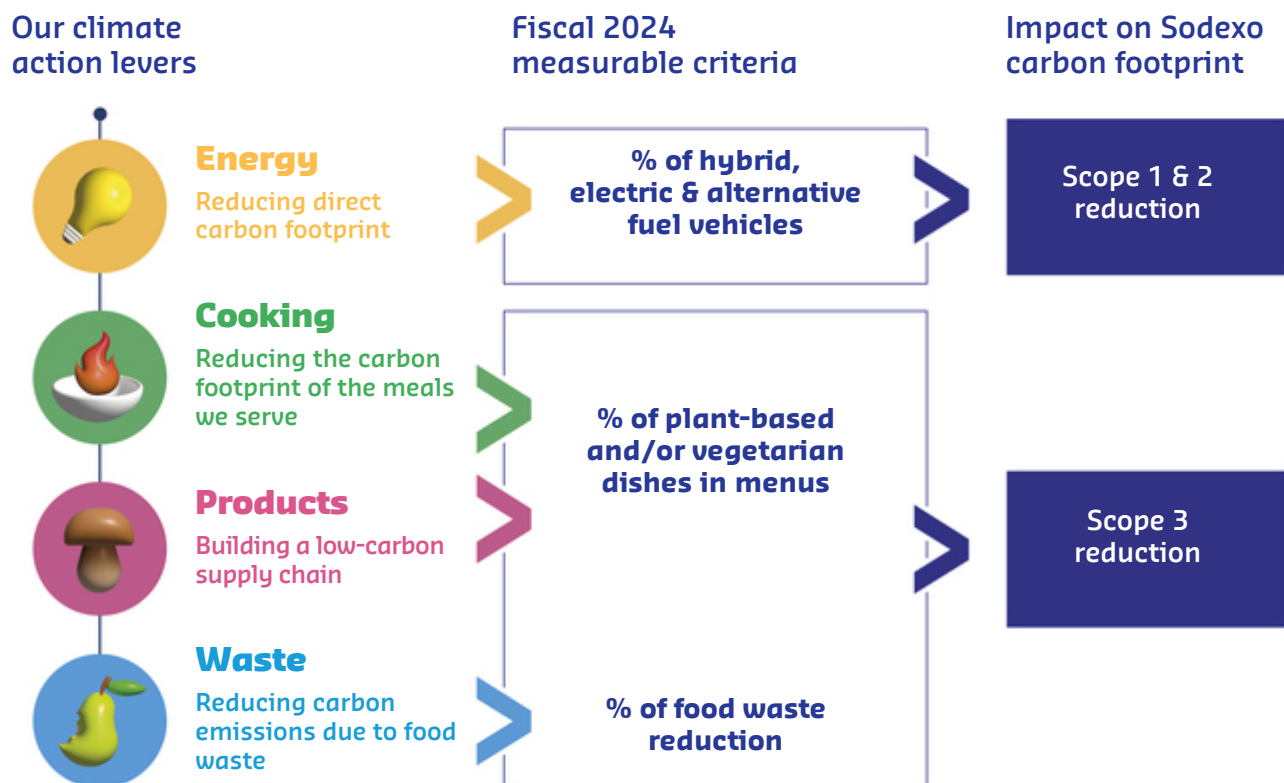 Our climate
action levers
Fiscal 2024
measurable criteria
Impact on Sodexo
carbon footprint
Energy
Reducing direct
carbon footprint
% of hybrid,
electric & alternative
fuel vehicles
Scope 1 & 2
reduction
Cooking
Reducing the carbon
footprint of the meals
we serve
Products
Building a low-carbon
supply chain
% of plant-based
and/or vegetarian
dishes in menus
Scope 3
reduction
Waste
Reducing carbon
emissions due to food
waste
% of food waste
reduction